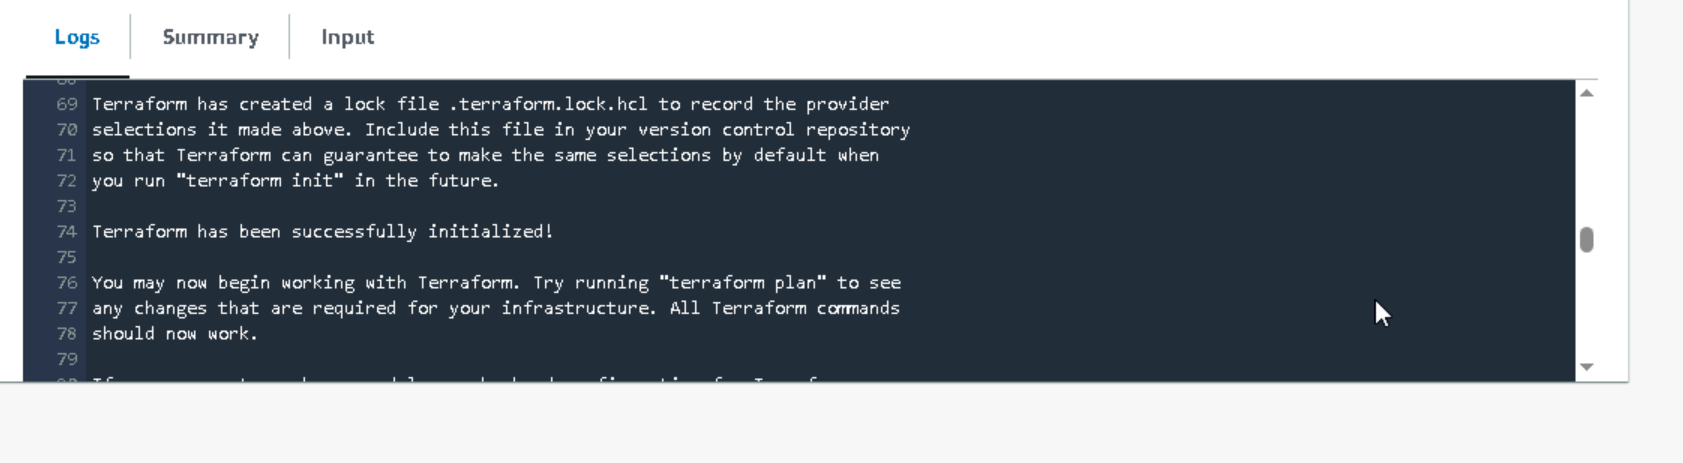 Logs Summary Input
69 Terraform has created a lock file .terraform.lock.hcl to record the provider
70 selections it made above. Include this file in your version control repository
71 so that Terraform can guarantee to make the same selections by default when
72 you run "terraform init" in the future.
73
74 Terraform has been successfully initialized!
75
76 You may now begin working with Terraform. Try running "terraform plan" to see
77 any changes that are required for your infrastructure. All Terraform commands
78 should now work.
79